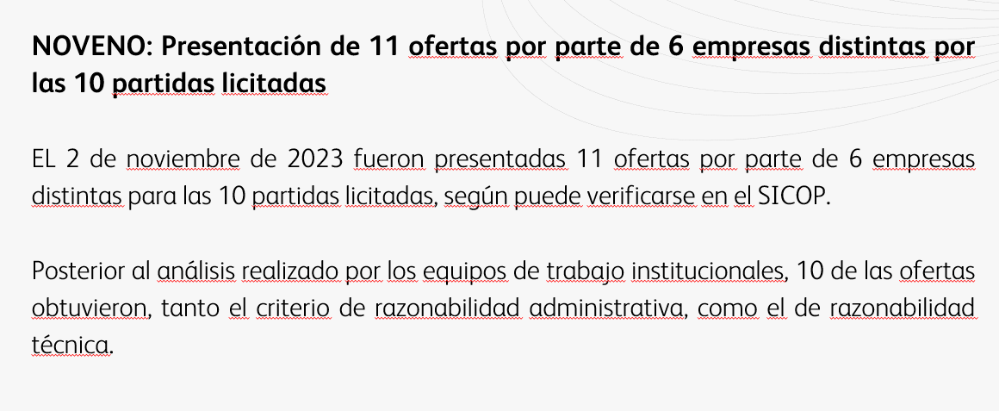 NOVENO: Presentación de 11 ofertas por parte de 6 empresas distintas por
las 10 partidas licitadas
EL 2 de noviembre de 2023 fueron presentadas 11 ofertas por parte de 6 empresas
distintas para las 10 partidas licitadas, según puede verificarse en el SICOP.
Posterior al análisis realizado por los equipos de trabajo institucionales, 10 de las ofertas
obtuvieron, tanto el criterio de razonabilidad administrativa, como el de razonabilidad
técnica.